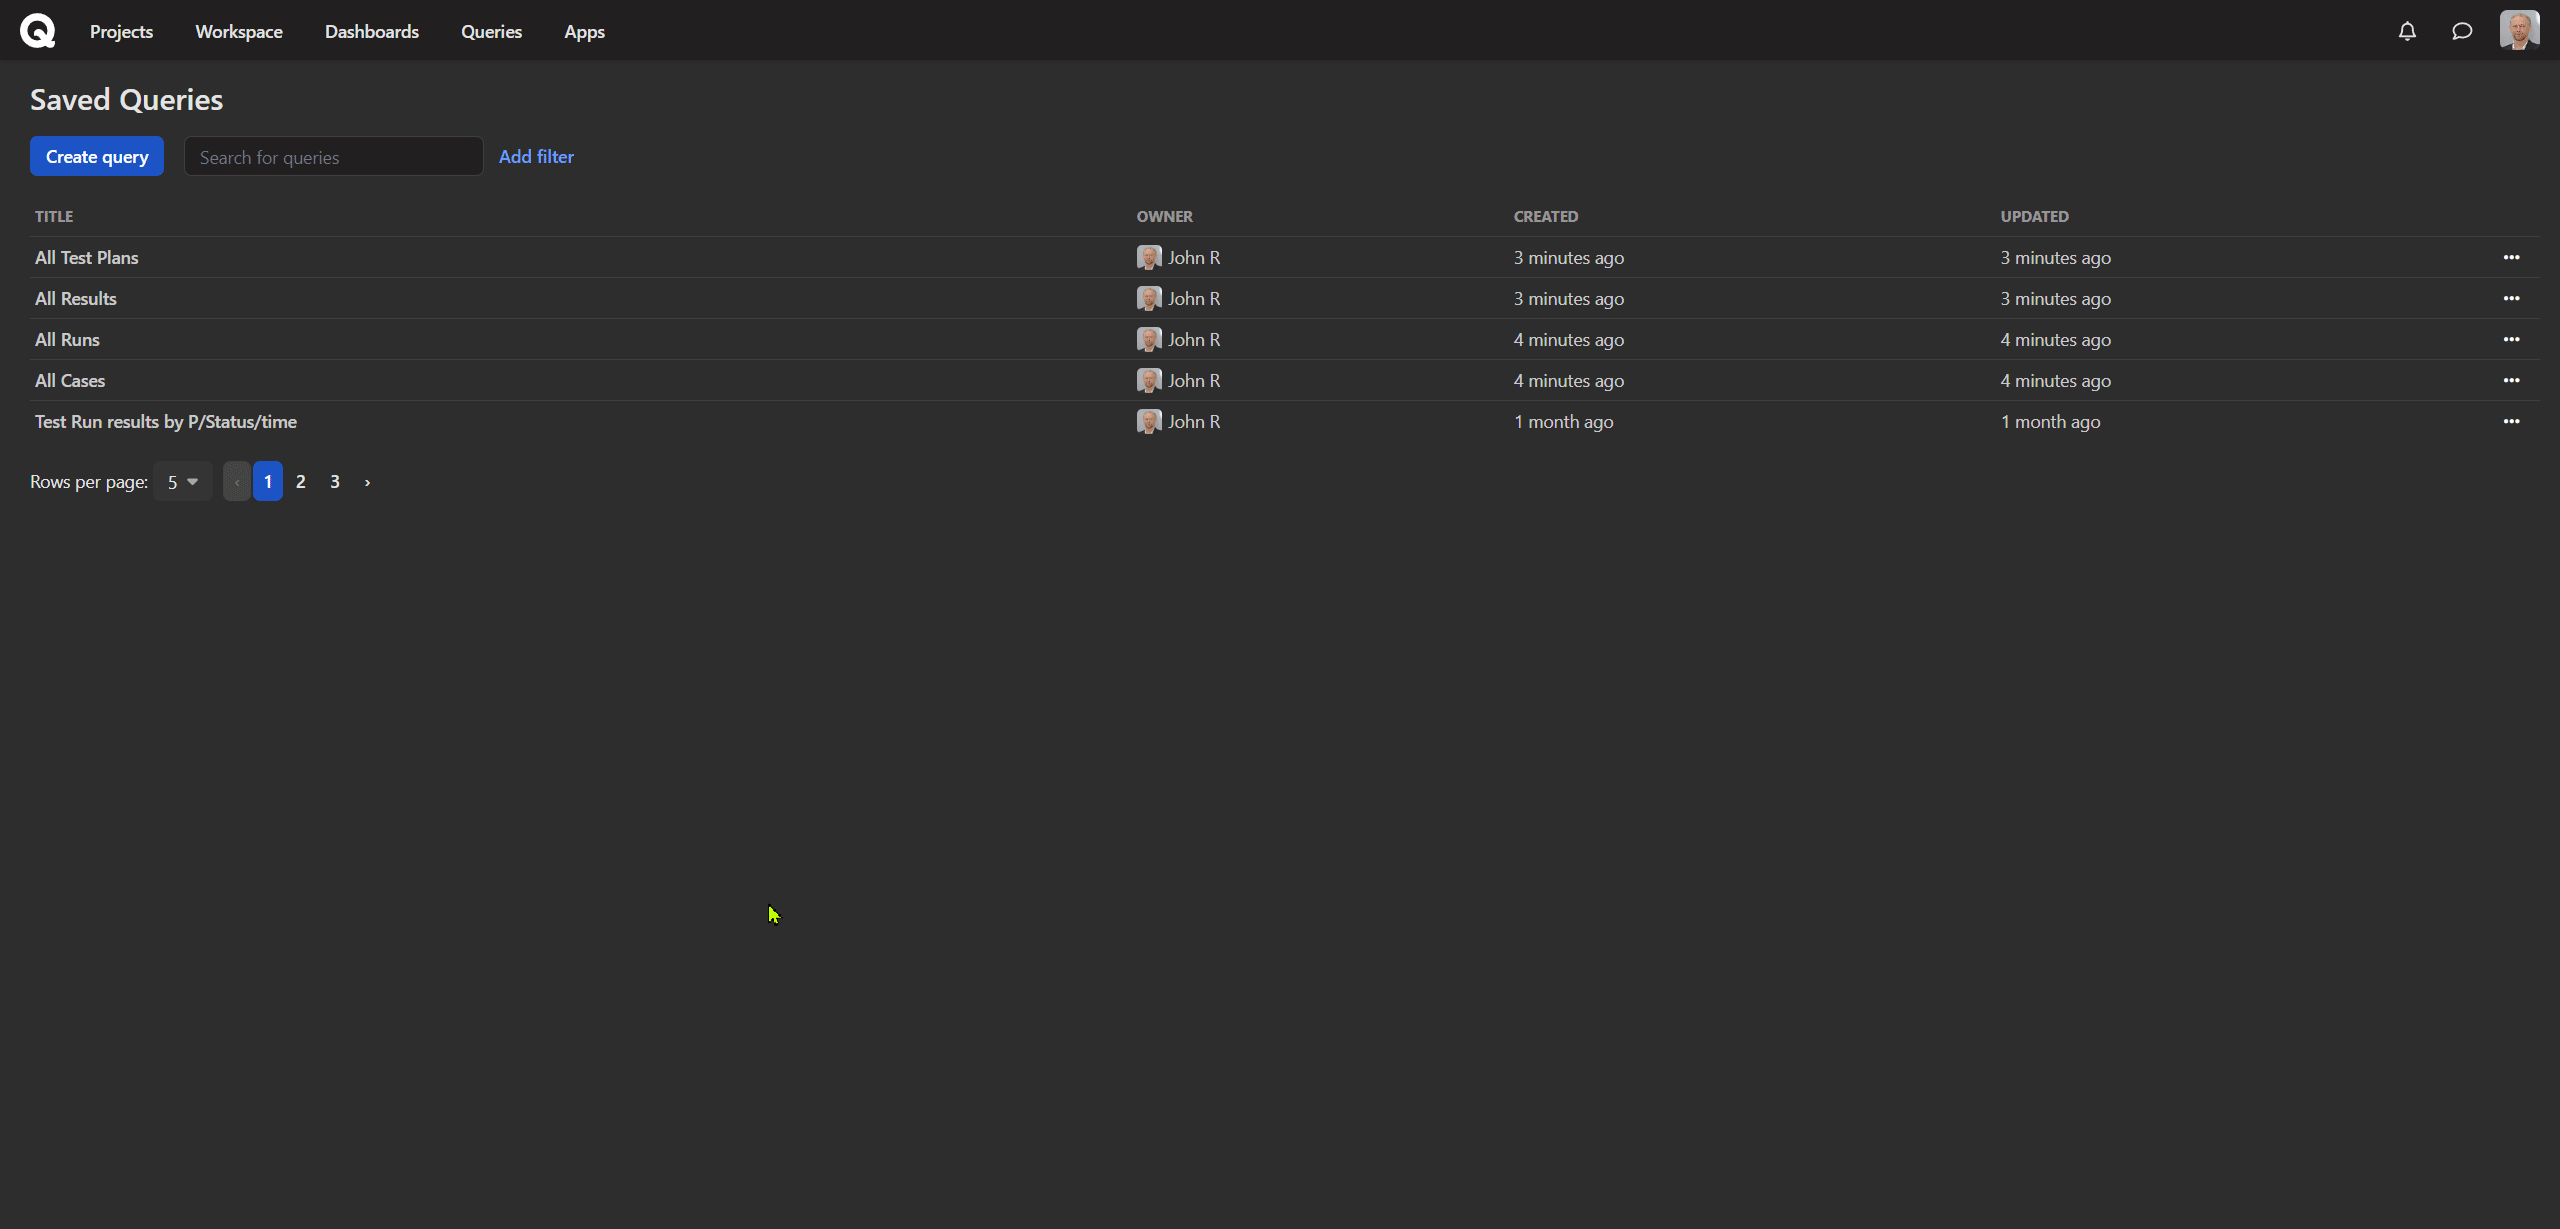 Projects Workspace Dashboards Queries Apps
Saved Queries
Create query Search for queries Add filter
TITLE OWNER CREATED UPDATED
All Test Plans John R 3 minutes ago 3 minutes ago
All Results John R 3 minutes ago 3 minutes ago
All Runs John R 4 minutes ago 4 minutes ago
All Cases John R 4 minutes ago 4 minutes ago
Test Run results by P/Status/time John R 1 month ago 1 month ago
Rows per page: 5 ‹ 1 2 3 ›